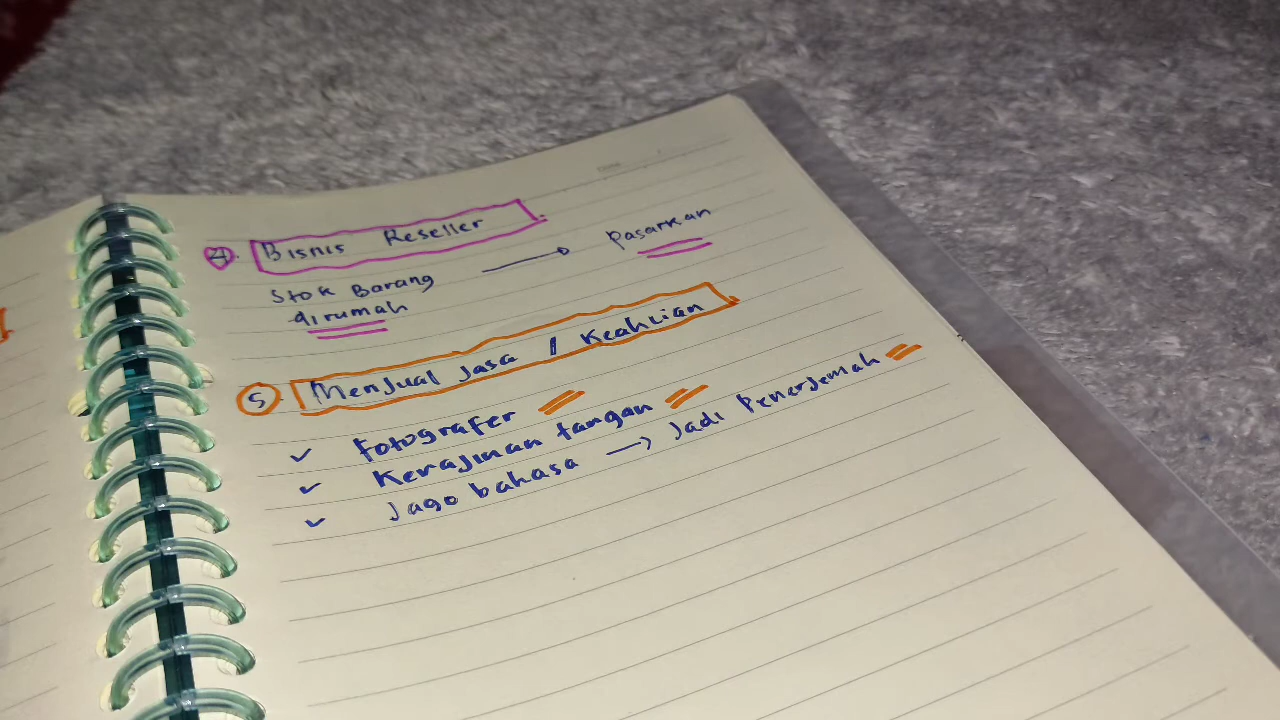 4. Bisnis Reseller
Stok Barang → Pasarkan
dirumah
5. Menjual Jasa / Keahlian
✓ Fotografer
✓ Kerajinan tangan
✓ Jago bahasa → Jadi Penerjemah